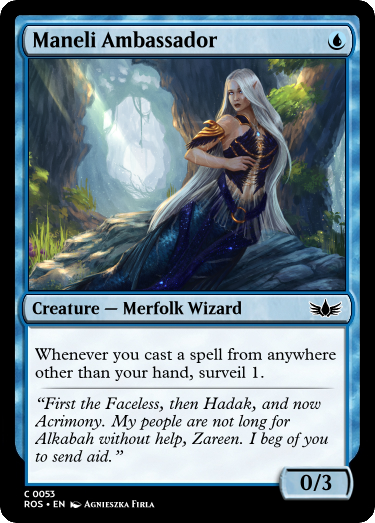 Maneli Ambassador
Creature — Merfolk Wizard
Whenever you cast a spell from anywhere
other than your hand, surveil 1.
“First the Faceless, then Hadak, and now
Acrimony. My people are not long for
Alkabah without help, Zareen. I beg of you
to send aid.”
0/3
C 0053
ROS • EN Agnieszka Firla